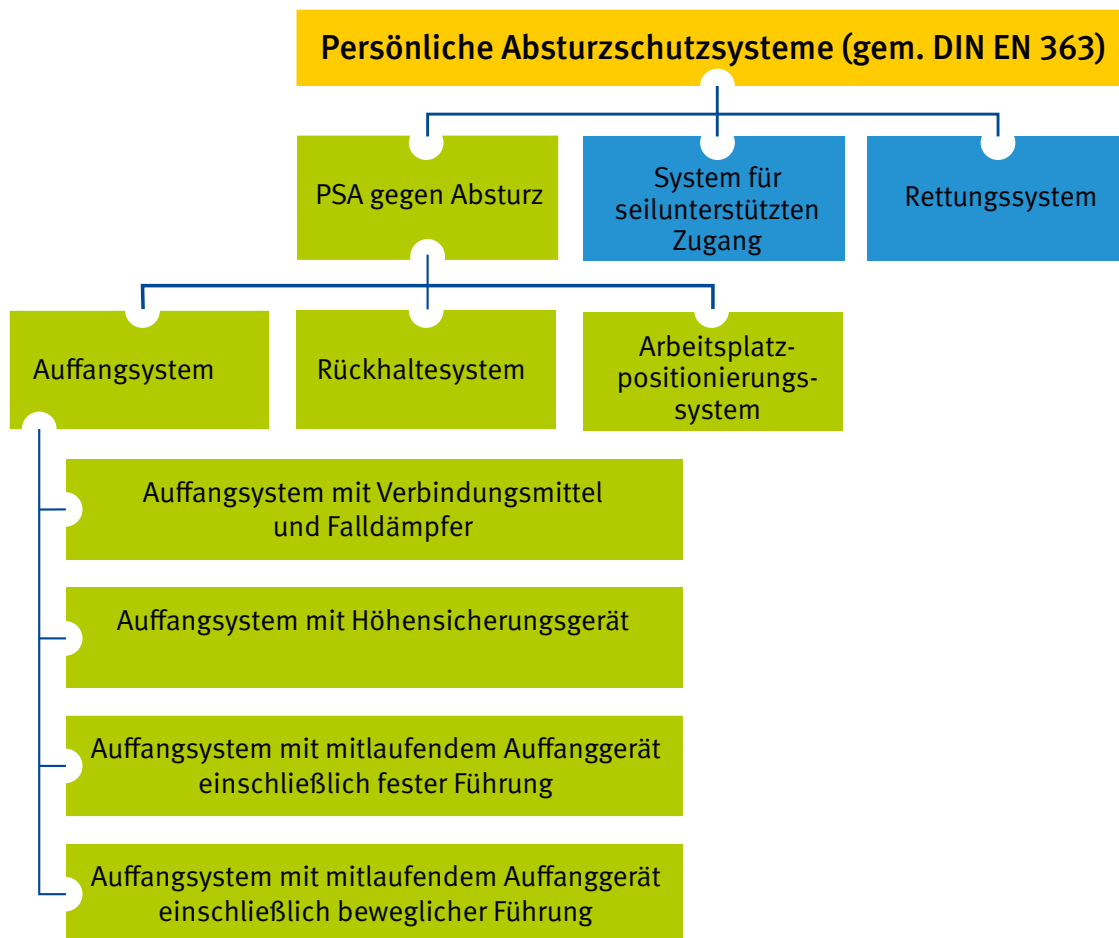 Persönliche Absturzschutzsysteme (gem. DIN EN 363)
PSA gegen Absturz
System für
seilunterstützten
Zugang
Rettungssystem
Auffangsystem
Rückhaltesystem
Arbeitsplatz-
positionierungs-
system
Auffangsystem mit Verbindungsmittel
und Falldämpfer
Auffangsystem mit Höhensicherungsgerät
Auffangsystem mit mitlaufendem Auffanggerät
einschließlich fester Führung
Auffangsystem mit mitlaufendem Auffanggerät
einschließlich beweglicher Führung